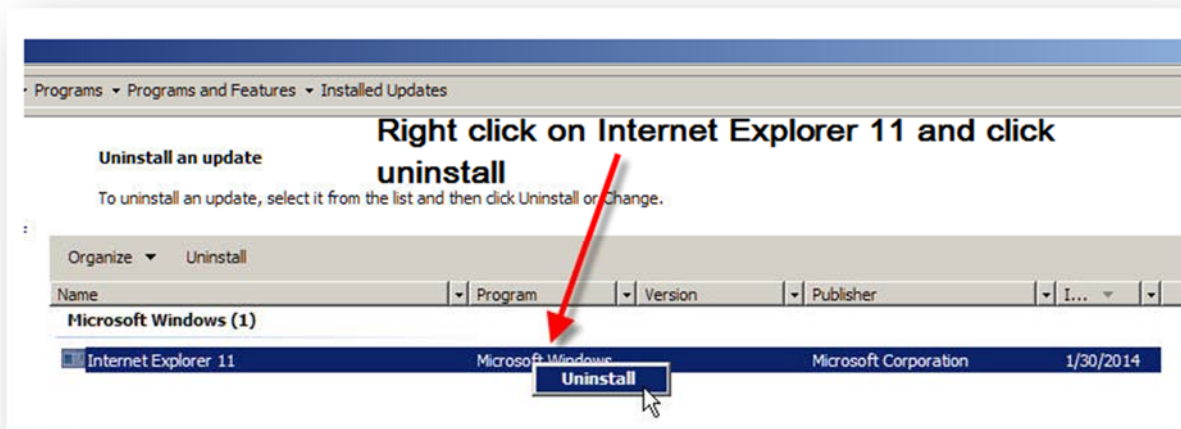 Programs ▾ Programs and Features ▾ Installed Updates
Right click on Internet Explorer 11 and click
uninstall
Uninstall an update
To uninstall an update, select it from the list and then click Uninstall or Change.
Organize ▾ Uninstall
Name Program Version Publisher I...
Microsoft Windows (1)
Internet Explorer 11 Microsoft Windows Microsoft Corporation 1/30/2014
Uninstall